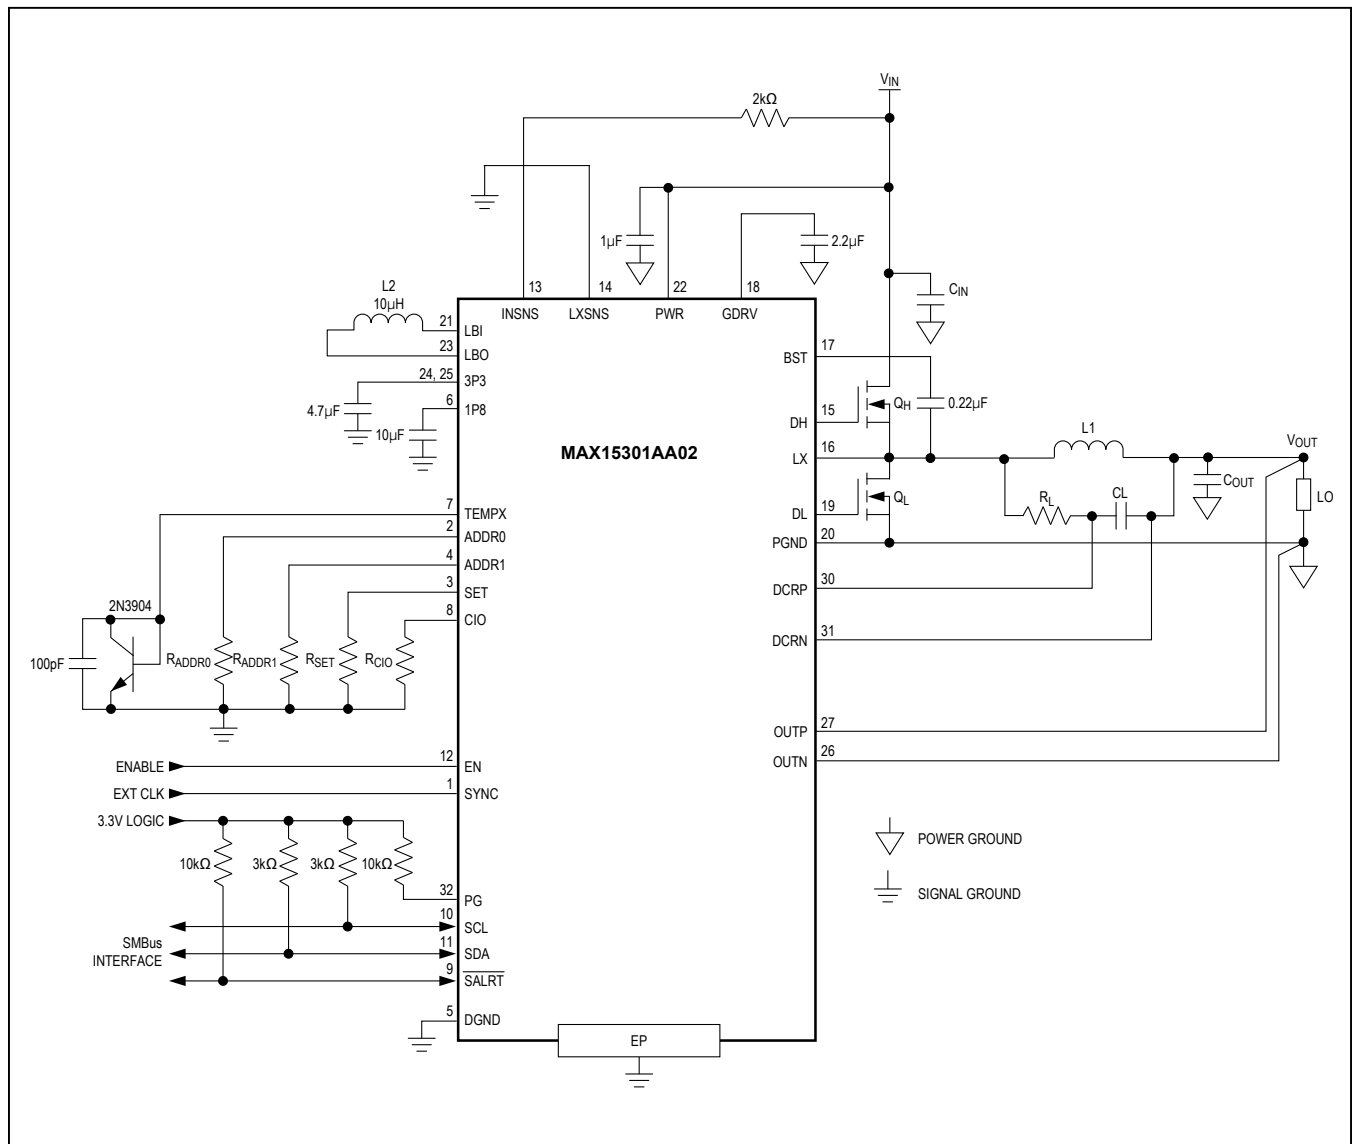 VIN
2kΩ
1µF
2.2µF
CIN
L2
10µH
13
14
22
18
INSNS
LXSNS
PWR
GDRV
21
LBI
23
LBO
24, 25
3P3
6
1P8
4.7µF
10µF
17
BST
QH
0.22µF
15
DH
16
LX
MAX15301AA02
L1
VOUT
COUT
RL
CL
LO
QL
19
DL
20
PGND
7
TEMPX
2
ADDR0
4
ADDR1
3
SET
8
CIO
30
DCRP
31
DCRN
2N3904
100pF
RADDR0
RADDR1
RSET
RCIO
27
OUTP
26
OUTN
ENABLE
12
EN
EXT CLK
1
SYNC
3.3V LOGIC
10kΩ
3kΩ
3kΩ
10kΩ
32
PG
10
SCL
11
SDA
9
SALRT
SMBus
INTERFACE
5
DGND
EP
POWER GROUND
SIGNAL GROUND